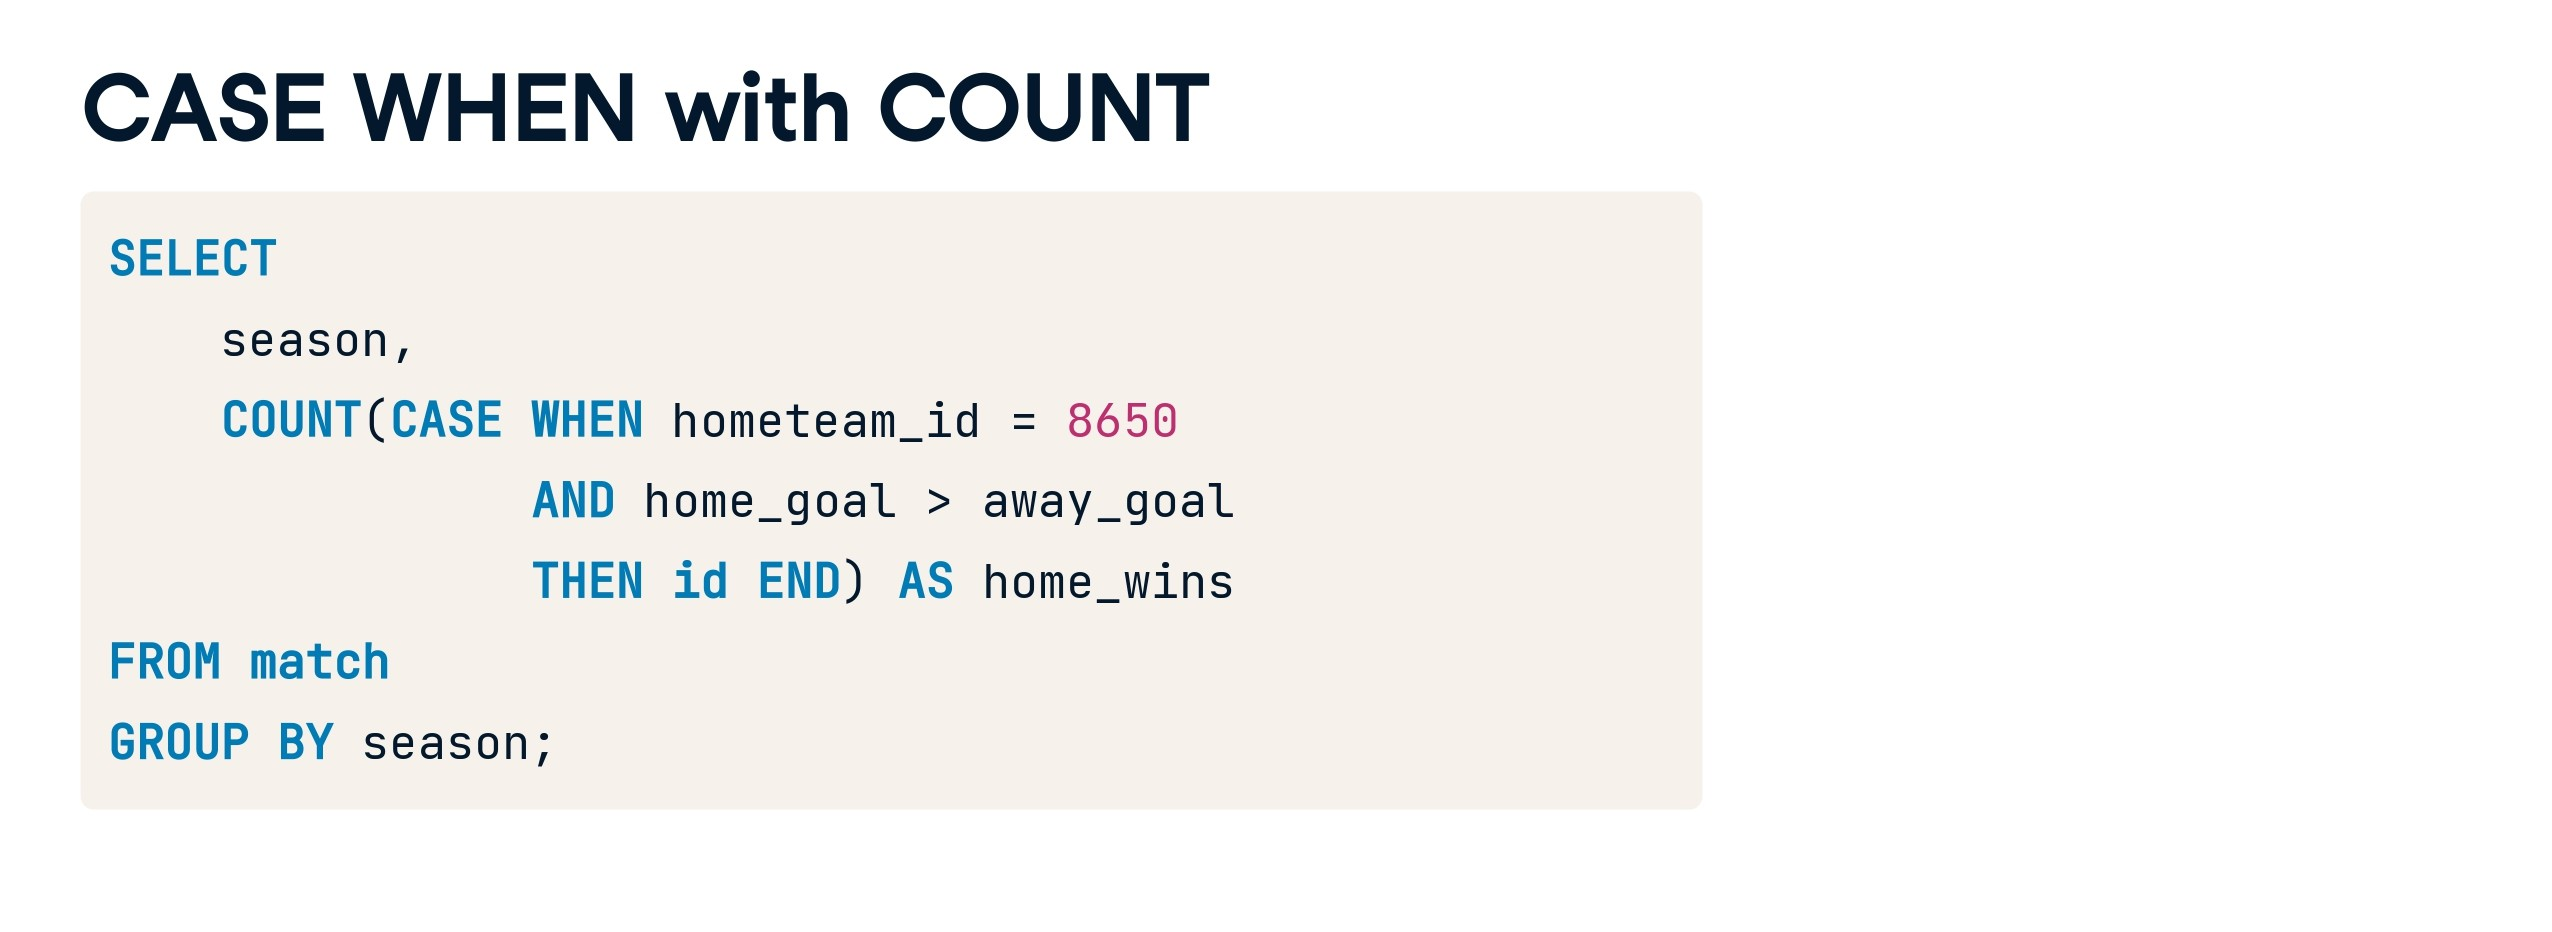 CASE WHEN with COUNT
SELECT
    season,
    COUNT(CASE WHEN hometeam_id = 8650
               AND home_goal > away_goal
               THEN id END) AS home_wins
FROM match
GROUP BY season;